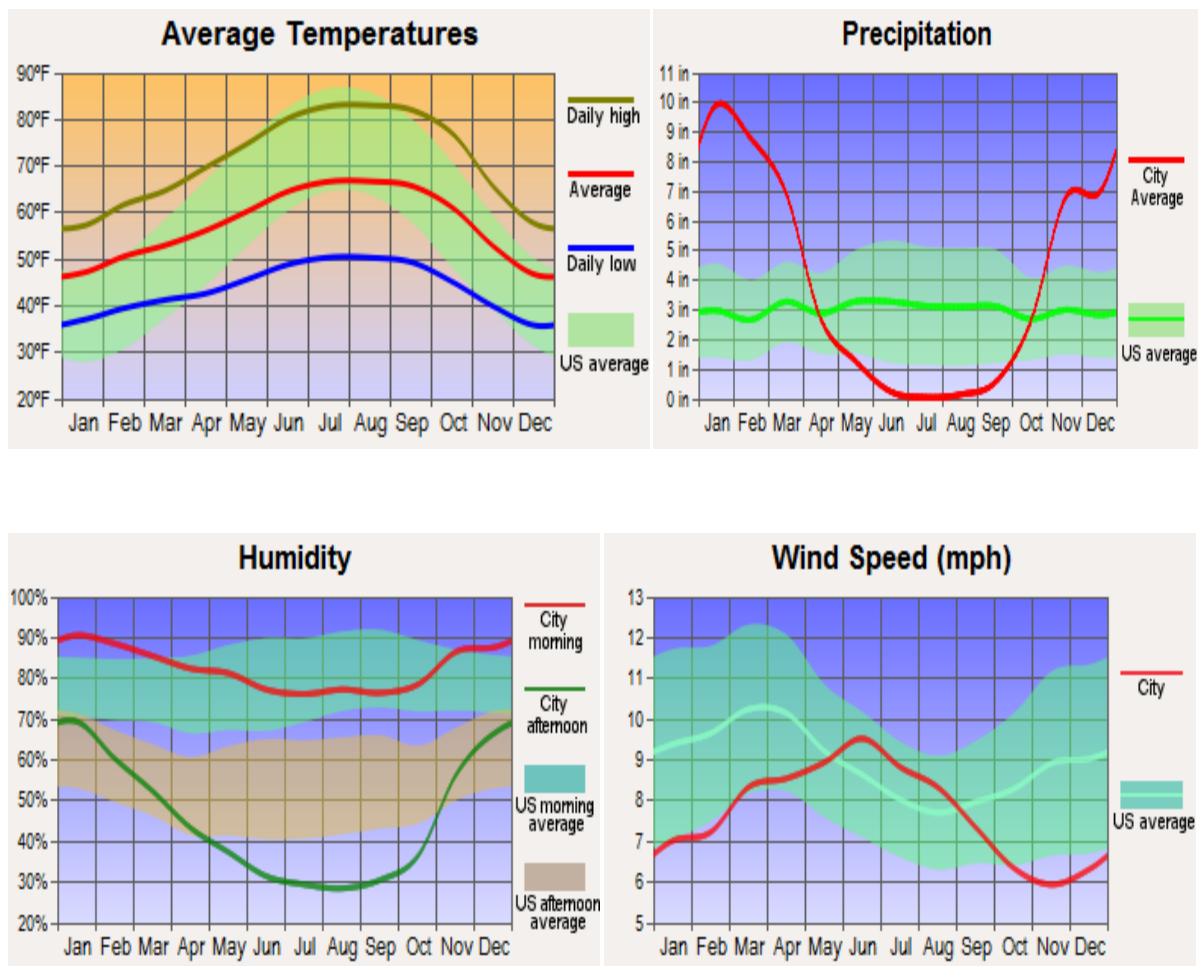 Average Temperatures
90ºF
80ºF
70ºF
60ºF
50ºF
40ºF
30ºF
20ºF
Jan Feb Mar Apr May Jun Jul Aug Sep Oct Nov Dec
Daily high
Average
Daily low
US average
Precipitation
11 in
10 in
9 in
8 in
7 in
6 in
5 in
4 in
3 in
2 in
1 in
0 in
Jan Feb Mar Apr May Jun Jul Aug Sep Oct Nov Dec
City
Average
US average
Humidity
100%
90%
80%
70%
60%
50%
40%
30%
20%
Jan Feb Mar Apr May Jun Jul Aug Sep Oct Nov Dec
City
morning
City
afternoon
US morning
average
US afternoon
average
Wind Speed (mph)
13
12
11
10
9
8
7
6
5
Jan Feb Mar Apr May Jun Jul Aug Sep Oct Nov Dec
City
US average